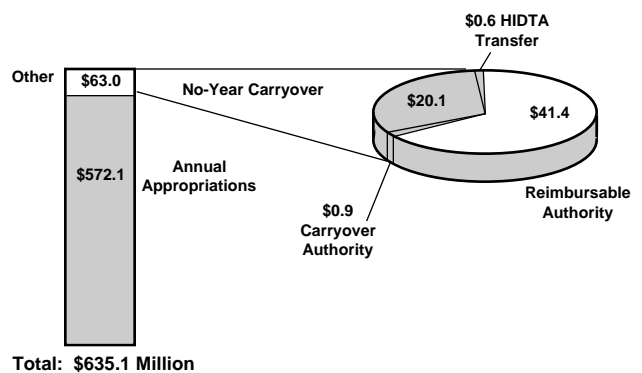 $0.6 HIDTA
Transfer
Other
$63.0
No-Year Carryover
$20.1
$41.4
$572.1
Annual
Appropriations
Reimbursable
Authority
$0.9
Carryover
Authority
Total: $635.1 Million